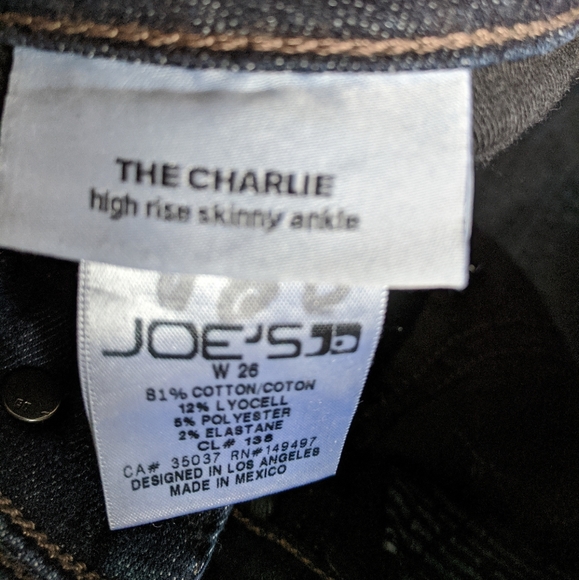 THE CHARLIE
high rise skinny ankle
JOE'S JD
W 26
81% COTTON/COTON
12% LYOCELL
5% POLYESTER
2% ELASTANE
CL# 138
CA# 35037 RN#149497
DESIGNED IN LOS ANGELES
MADE IN MEXICO